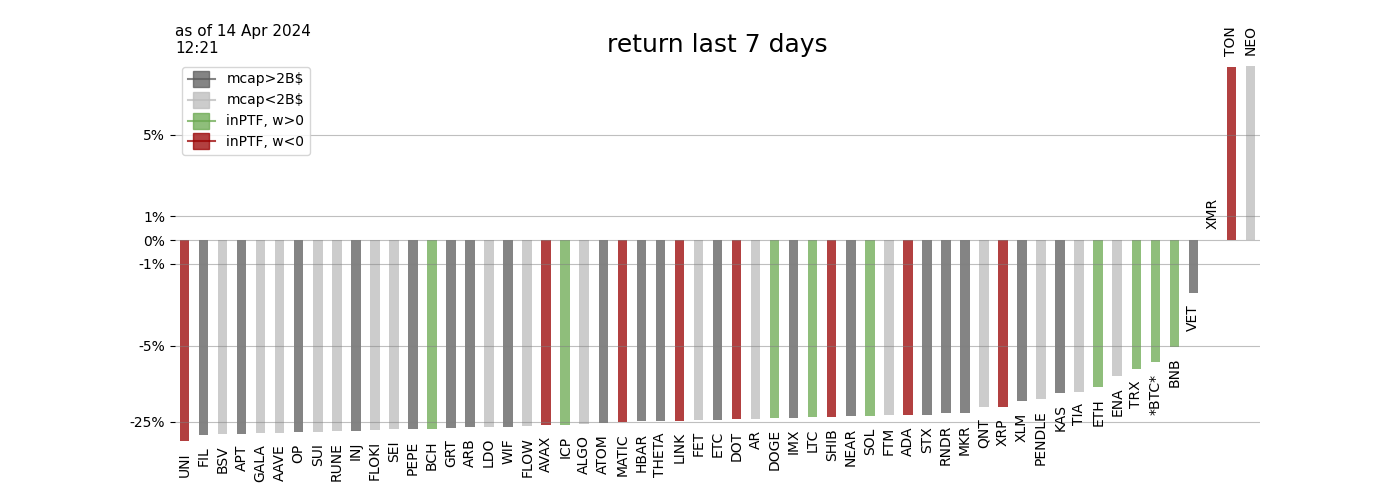 as of 14 Apr 2024
12:21
return last 7 days
mcap>2B$
mcap<2B$
inPTF, w>0
inPTF, w<0
5%
1%
0%
-1%
-5%
-25%
UNI
FIL
BSV
APT
GALA
AAVE
OP
SUI
RUNE
INJ
FLOKI
SEI
PEPE
BCH
GRT
ARB
LDO
WIF
FLOW
AVAX
ICP
ALGO
ATOM
MATIC
HBAR
THETA
LINK
FET
ETC
DOT
AR
DOGE
IMX
LTC
SHIB
NEAR
SOL
FTM
ADA
STX
RNDR
MKR
QNT
XRP
XLM
PENDLE
KAS
TIA
ETH
ENA
TRX
*BTC*
BNB
VET
XMR
TON
NEO